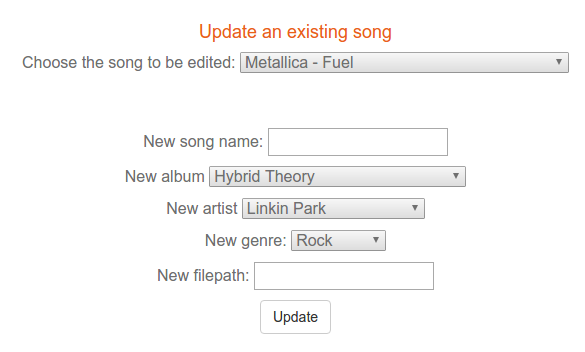 Update an existing song
Choose the song to be edited: Metallica - Fuel
New song name:
New album Hybrid Theory
New artist Linkin Park
New genre: Rock
New filepath:
Update